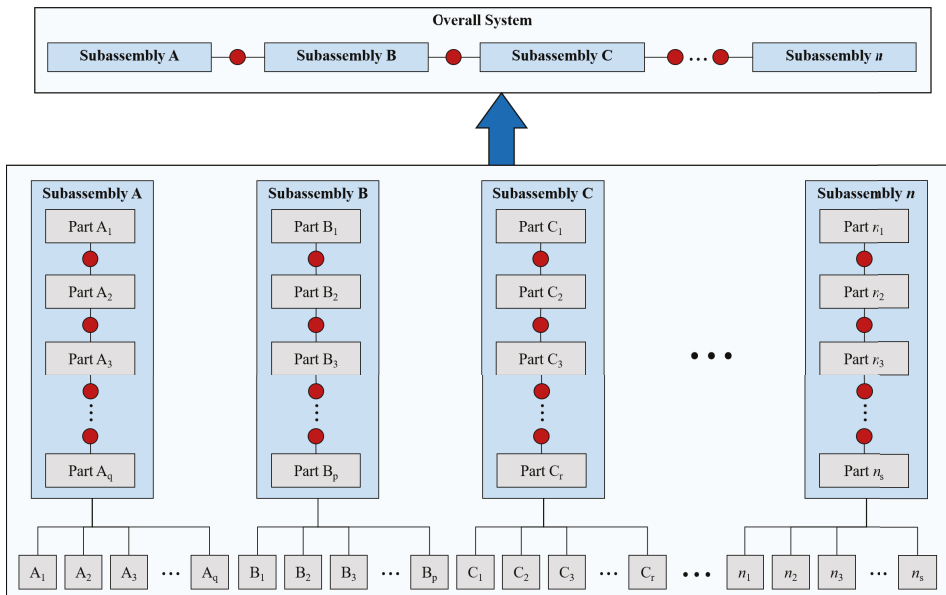 Overall System
Subassembly A
Subassembly B
Subassembly C
...
Subassembly n
Subassembly A
Part A₁
Part A₂
Part A₃
⋮
Part A_q
Subassembly B
Part B₁
Part B₂
Part B₃
⋮
Part Bₚ
Subassembly C
Part C₁
Part C₂
Part C₃
⋮
Part Cᵣ
...
Subassembly n
Part n₁
Part n₂
Part n₃
⋮
Part nₛ
A₁ A₂ A₃ ... A_q B₁ B₂ B₃ ... Bₚ C₁ C₂ C₃ ... Cᵣ ... n₁ n₂ n₃ ... nₛ